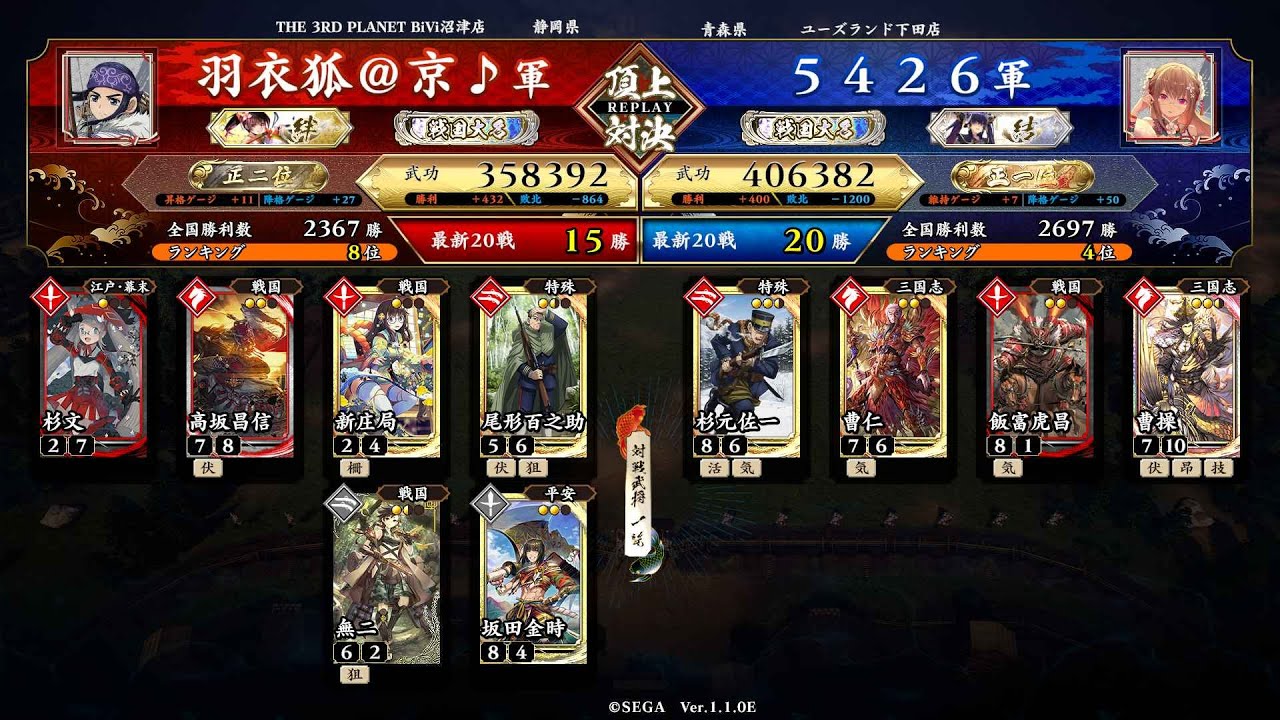 THE 3RD PLANET BiVi沼津店 静岡県
青森県 ユーズランド下田店
羽衣狐@京♪軍
頂上
REPLAY
対決
5426軍
絆
戦国大名
戦国大名
結
正二位
武功 358392
武功 406382
正一位
昇格ゲージ +11 降格ゲージ +27
勝利 +432 敗北 -864
勝利 +400 敗北 -1200
維持ゲージ +7 降格ゲージ +50
全国勝利数 2367勝
ランキング 8位
最新20戦 15勝
最新20戦 20勝
全国勝利数 2697勝
ランキング 4位
江戸・幕末
杉文
2 7
戦国
高坂昌信
7 8
伏
戦国
新庄局
2 4
柵
特殊
尾形百之助
5 6
伏 狙
特殊
杉元佐一
8 6
活 気
三国志
曹仁
7 6
気
戦国
飯富虎昌
8 1
気
三国志
曹操
7 10
伏 昂 技
対戦武将一覧
戦国
無二
6 2
狙
平安
坂田金時
8 4
©SEGA Ver.1.1.0E